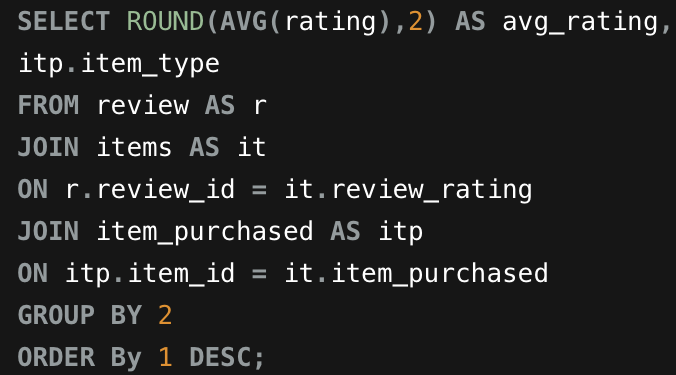 SELECT ROUND(AVG(rating),2) AS avg_rating,
itp.item_type
FROM review AS r
JOIN items AS it
ON r.review_id = it.review_rating
JOIN item_purchased AS itp
ON itp.item_id = it.item_purchased
GROUP BY 2
ORDER By 1 DESC;